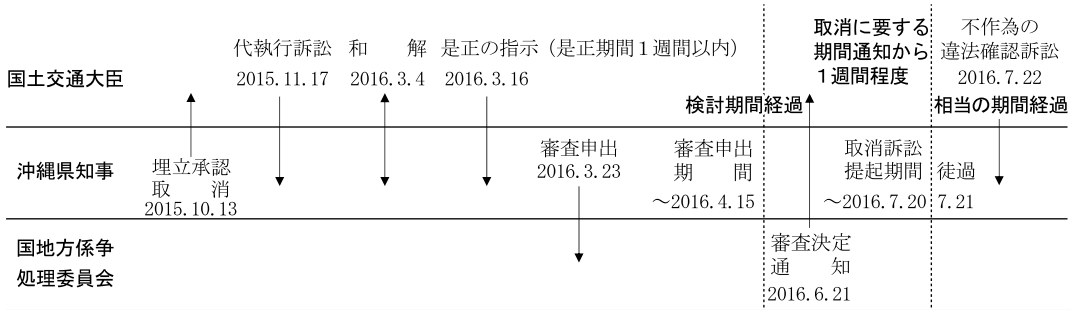 国土交通大臣
代執行訴訟
2015.11.17
和　解
2016.3.4
是正の指示（是正期間１週間以内）
2016.3.16
取消に要する
期間通知から
１週間程度
不作為の
違法確認訴訟
2016.7.22
検討期間経過
相当の期間経過
沖縄県知事
埋立承認
取　消
2015.10.13
審査申出
2016.3.23
審査申出
期　間
～2016.4.15
取消訴訟
提起期間
～2016.7.20
徒過
7.21
国地方係争
処理委員会
審査決定
通　知
2016.6.21